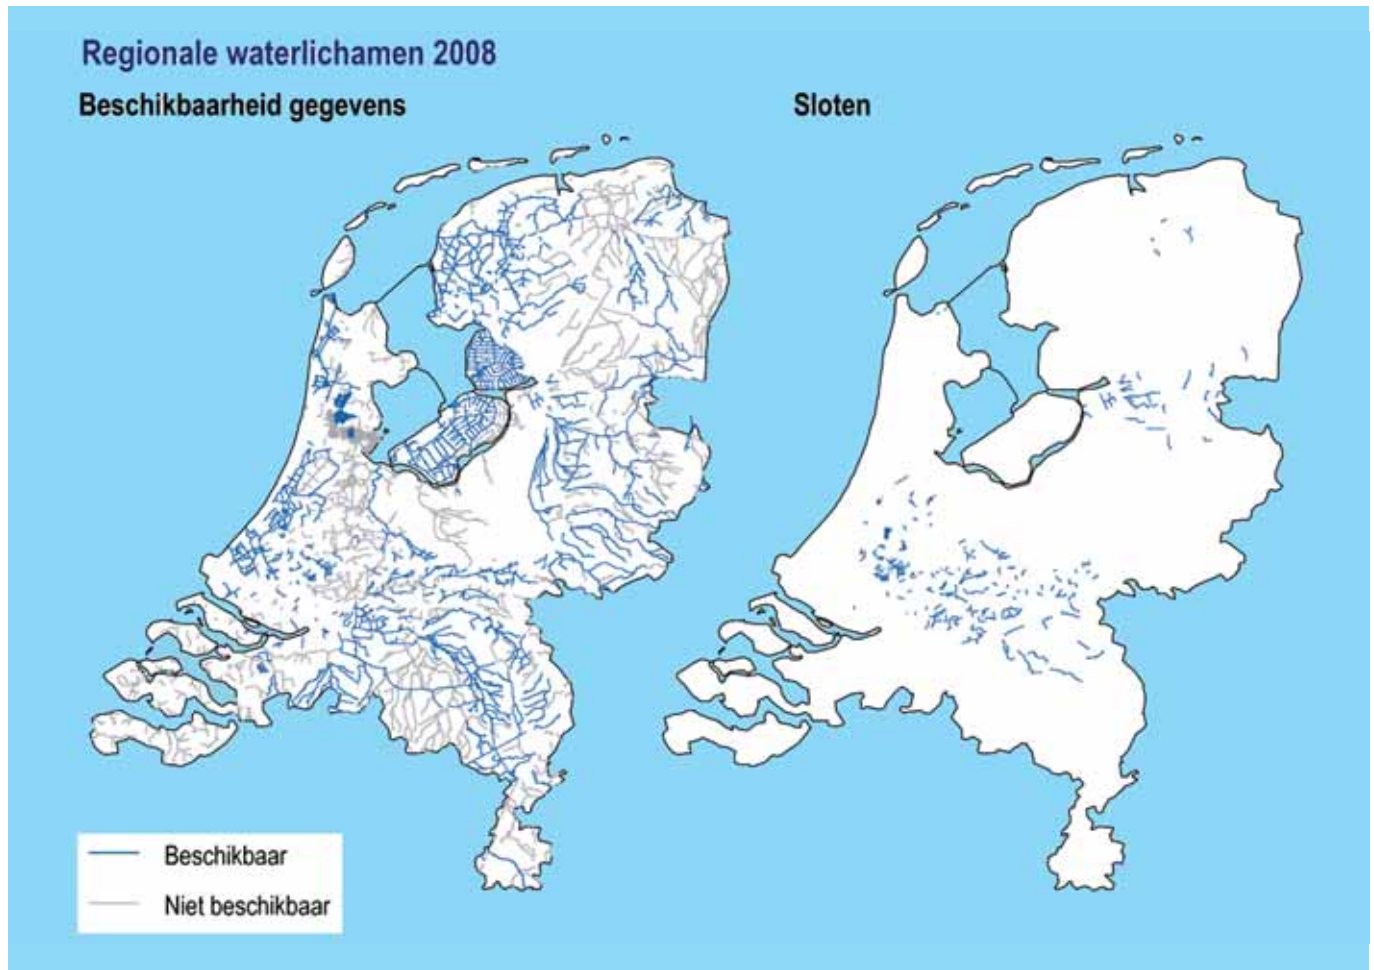 Regionale waterlichamen 2008
Beschikbaarheid gegevens
Sloten
Beschikbaar
Niet beschikbaar